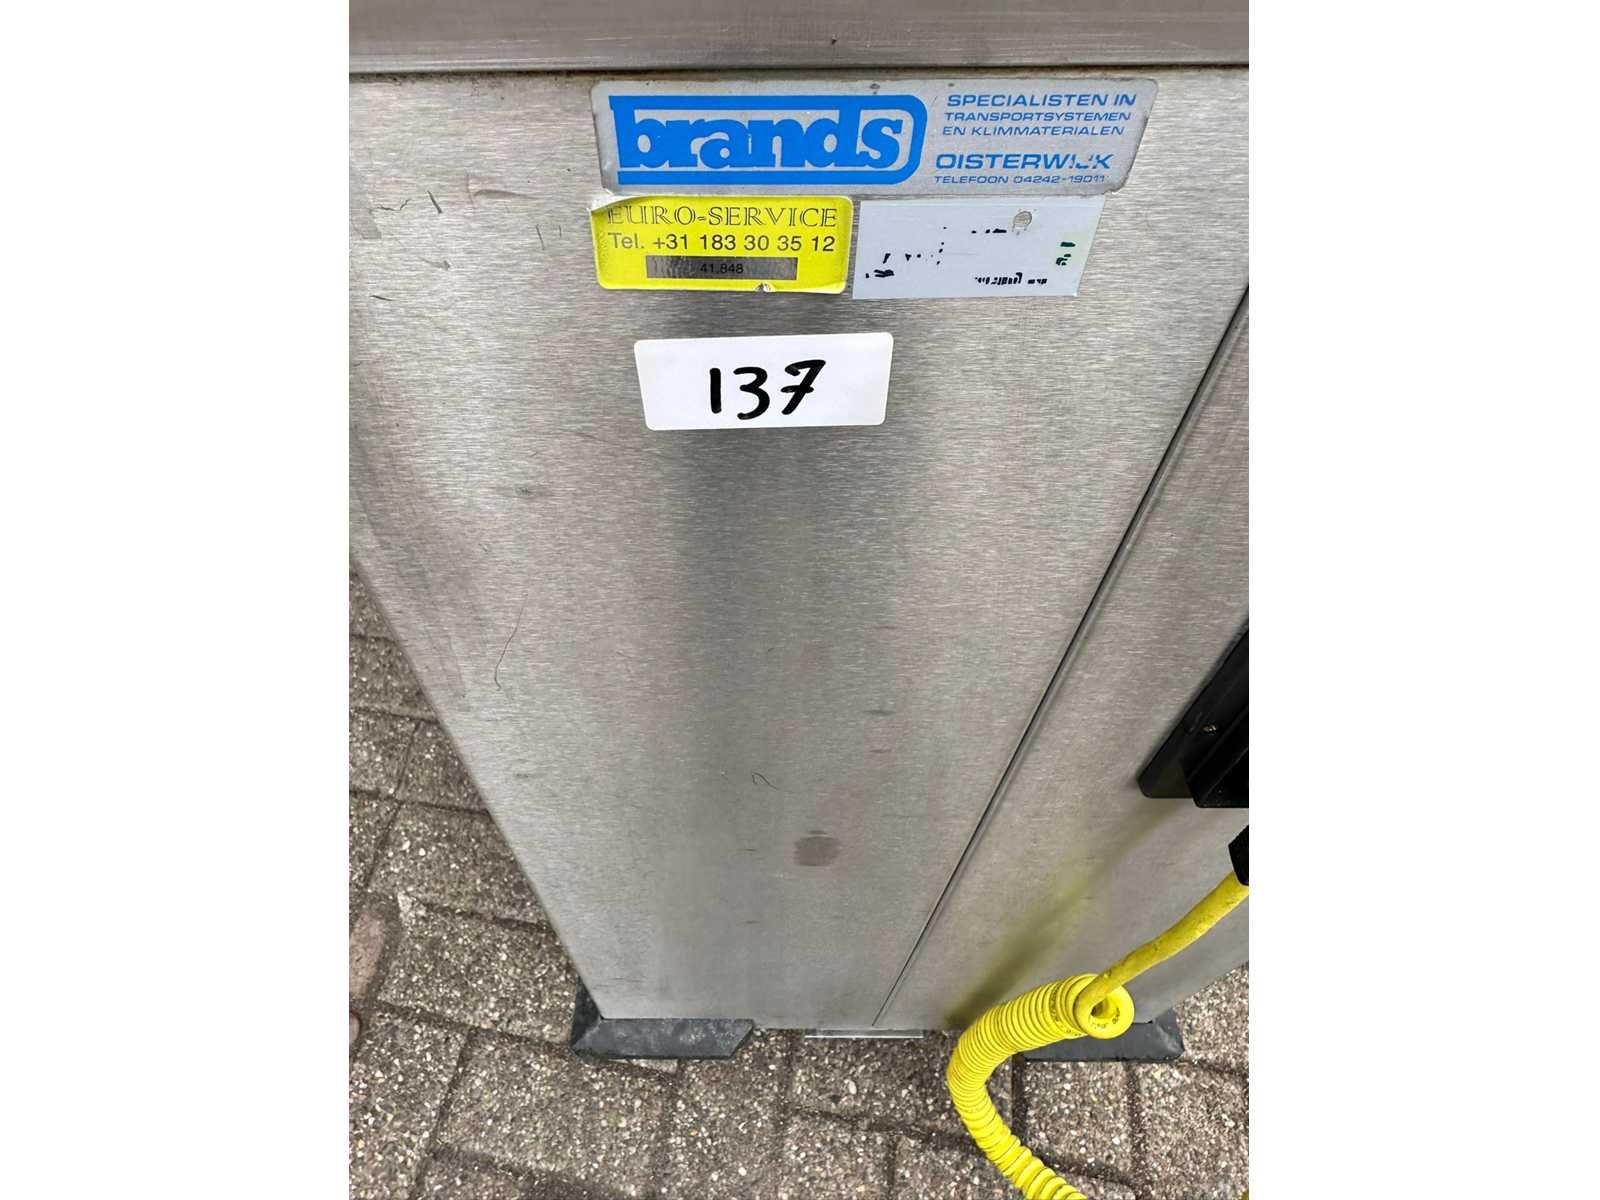 brands
SPECIALISTEN IN
TRANSPORTSYSTEMEN
EN KLIMMATERIALEN
OISTERWIJK
TELEFOON 04242-19011
EURO-SERVICE
Tel. +31 183 30 35 12
41.848
137